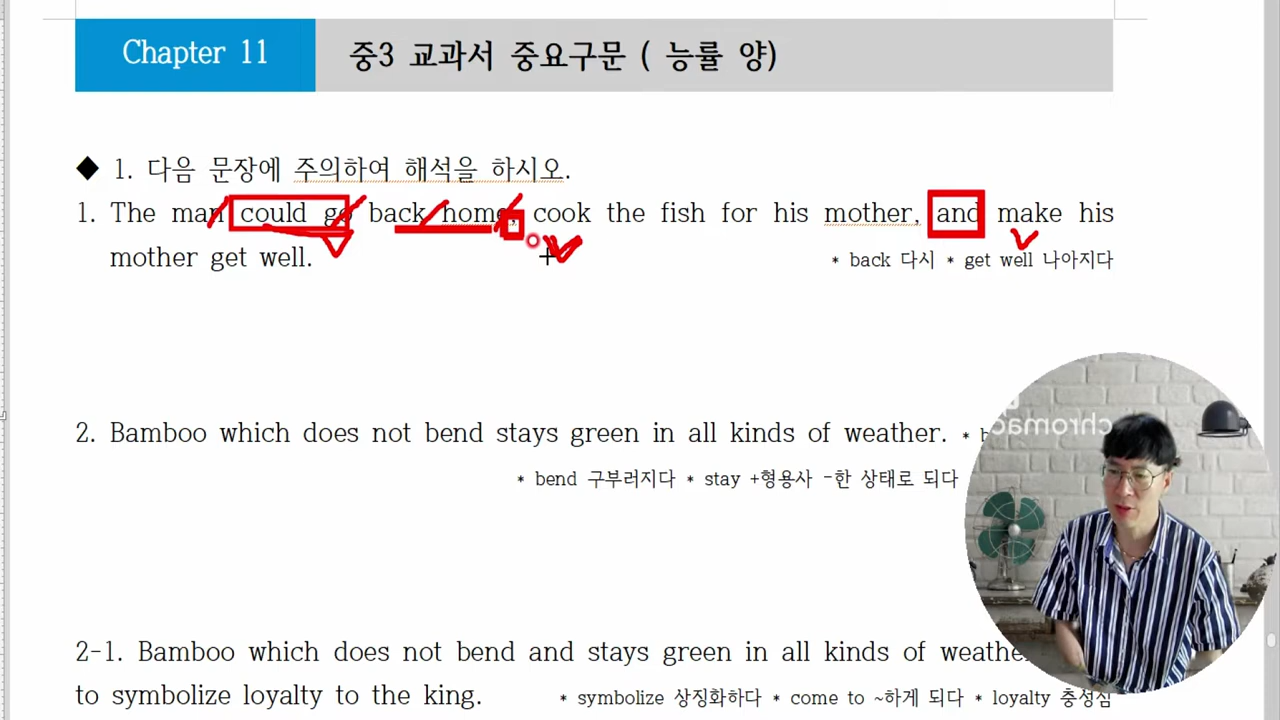 Chapter 11
중3 교과서 중요구문 ( 능률 양)
◆ 1. 다음 문장에 주의하여 해석을 하시오.
1. The man could go back home, cook the fish for his mother, and make his
mother get well.
* back 다시 * get well 나아지다
2. Bamboo which does not bend stays green in all kinds of weather. *
* bend 구부러지다 * stay +형용사 -한 상태로 되다
2-1. Bamboo which does not bend and stays green in all kinds of
to symbolize loyalty to the king.
* symbolize 상징화하다 * come to ~하게 되다 * loyalty 충성심